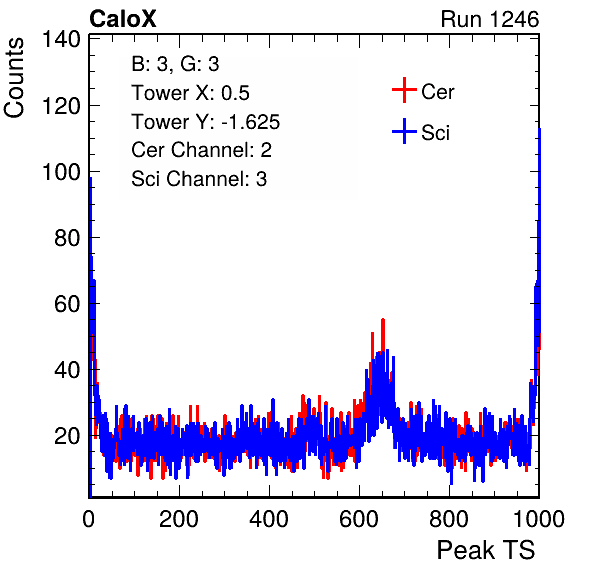 CaloX Run 1246
Counts
B: 3, G: 3
Tower X: 0.5
Tower Y: -1.625
Cer Channel: 2
Sci Channel: 3
Cer
Sci
140
120
100
80
60
40
20
0 200 400 600 800 1000
Peak TS